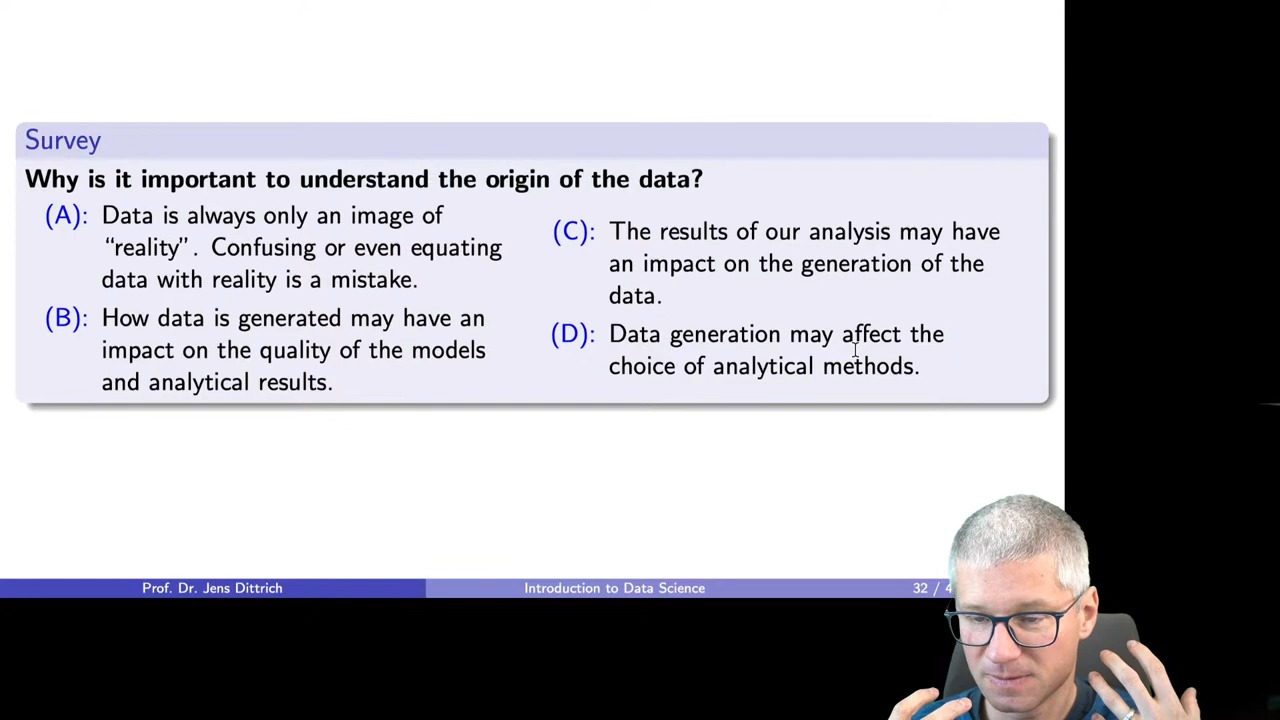 Survey
Why is it important to understand the origin of the data?
(A): Data is always only an image of
“reality”. Confusing or even equating
data with reality is a mistake.
(B): How data is generated may have an
impact on the quality of the models
and analytical results.
(C): The results of our analysis may have
an impact on the generation of the
data.
(D): Data generation may affect the
choice of analytical methods.
Prof. Dr. Jens Dittrich
Introduction to Data Science
32 / 4